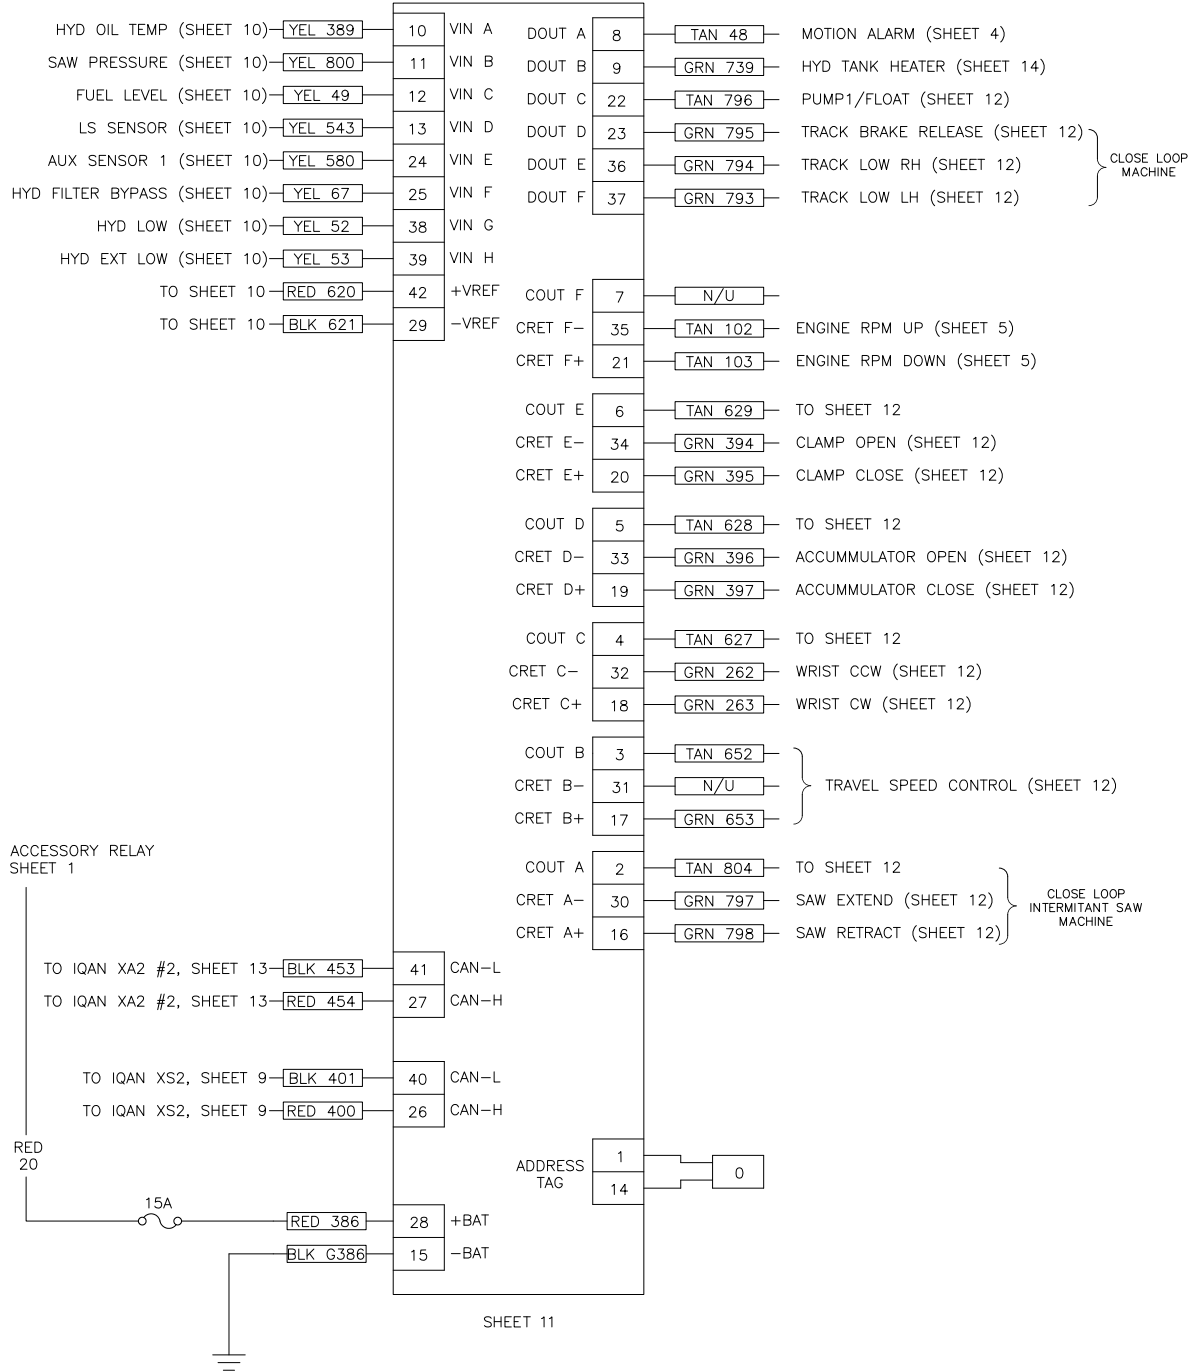 HYD OIL TEMP (SHEET 10) YEL 389 10 VIN A
SAW PRESSURE (SHEET 10) YEL 800 11 VIN B
FUEL LEVEL (SHEET 10) YEL 49 12 VIN C
LS SENSOR (SHEET 10) YEL 543 13 VIN D
AUX SENSOR 1 (SHEET 10) YEL 580 24 VIN E
HYD FILTER BYPASS (SHEET 10) YEL 67 25 VIN F
HYD LOW (SHEET 10) YEL 52 38 VIN G
HYD EXT LOW (SHEET 10) YEL 53 39 VIN H
TO SHEET 10 RED 620 42 +VREF
TO SHEET 10 BLK 621 29 -VREF
DOUT A 8 TAN 48 MOTION ALARM (SHEET 4)
DOUT B 9 GRN 739 HYD TANK HEATER (SHEET 14)
DOUT C 22 TAN 796 PUMP1/FLOAT (SHEET 12)
DOUT D 23 GRN 795 TRACK BRAKE RELEASE (SHEET 12)
DOUT E 36 GRN 794 TRACK LOW RH (SHEET 12)
DOUT F 37 GRN 793 TRACK LOW LH (SHEET 12)
CLOSE LOOP
MACHINE
COUT F 7 N/U
CRET F- 35 TAN 102 ENGINE RPM UP (SHEET 5)
CRET F+ 21 TAN 103 ENGINE RPM DOWN (SHEET 5)
COUT E 6 TAN 629 TO SHEET 12
CRET E- 34 GRN 394 CLAMP OPEN (SHEET 12)
CRET E+ 20 GRN 395 CLAMP CLOSE (SHEET 12)
COUT D 5 TAN 628 TO SHEET 12
CRET D- 33 GRN 396 ACCUMMULATOR OPEN (SHEET 12)
CRET D+ 19 GRN 397 ACCUMMULATOR CLOSE (SHEET 12)
COUT C 4 TAN 627 TO SHEET 12
CRET C- 32 GRN 262 WRIST CCW (SHEET 12)
CRET C+ 18 GRN 263 WRIST CW (SHEET 12)
COUT B 3 TAN 652
CRET B- 31 N/U TRAVEL SPEED CONTROL (SHEET 12)
CRET B+ 17 GRN 653
COUT A 2 TAN 804 TO SHEET 12
CRET A- 30 GRN 797 SAW EXTEND (SHEET 12)
CRET A+ 16 GRN 798 SAW RETRACT (SHEET 12)
CLOSE LOOP
INTERMITANT SAW
MACHINE
ACCESSORY RELAY
SHEET 1
TO IQAN XA2 #2, SHEET 13 BLK 453 41 CAN-L
TO IQAN XA2 #2, SHEET 13 RED 454 27 CAN-H
TO IQAN XS2, SHEET 9 BLK 401 40 CAN-L
TO IQAN XS2, SHEET 9 RED 400 26 CAN-H
RED
20
ADDRESS
TAG
1
14
0
15A
RED 386 28 +BAT
BLK G386 15 -BAT
SHEET 11